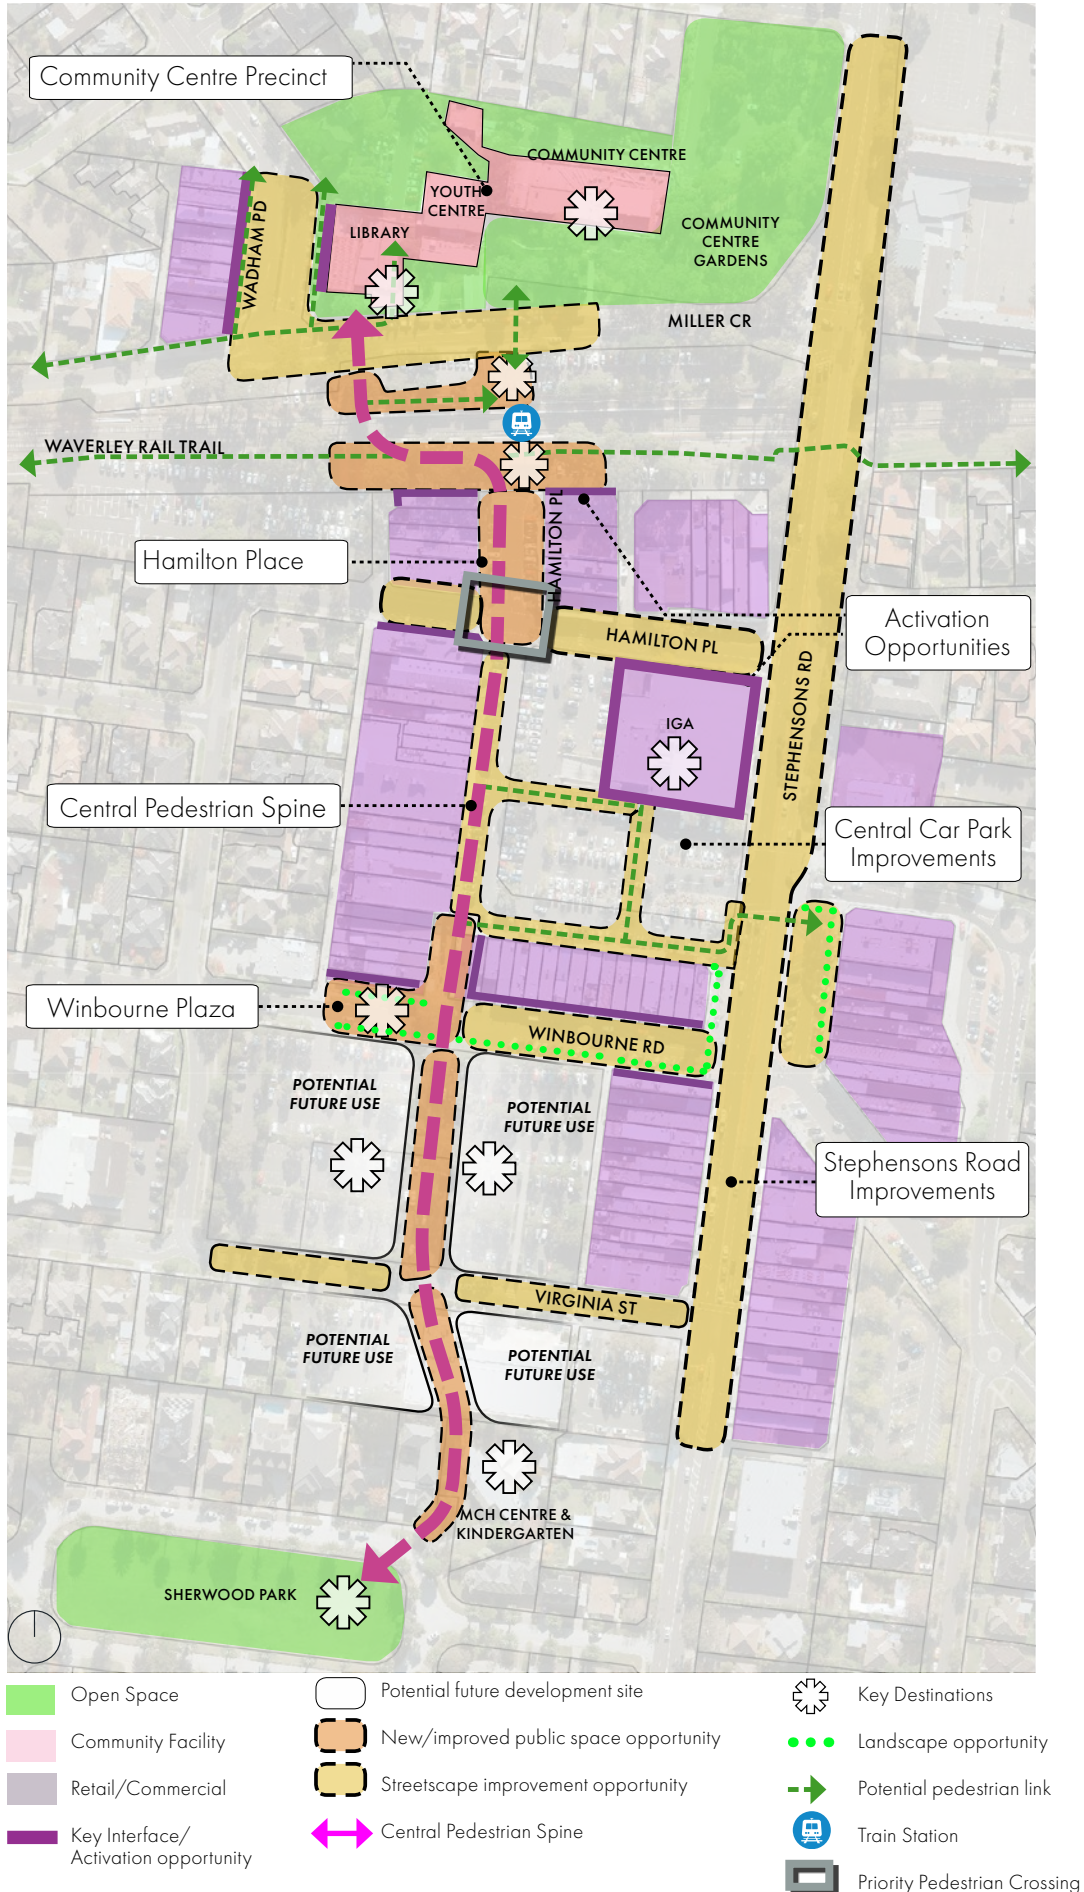 Community Centre Precinct
COMMUNITY CENTRE
YOUTH
CENTRE
LIBRARY
COMMUNITY
CENTRE
GARDENS
WADHAM PD
MILLER CR
WAVERLEY RAIL TRAIL
HAMILTON PL
Hamilton Place
Activation
Opportunities
HAMILTON PL
STEPHENSONS RD
IGA
Central Pedestrian Spine
Central Car Park
Improvements
Winbourne Plaza
WINBOURNE RD
POTENTIAL
FUTURE USE
POTENTIAL
FUTURE USE
Stephensons Road
Improvements
VIRGINIA ST
POTENTIAL
FUTURE USE
POTENTIAL
FUTURE USE
MCH CENTRE &
KINDERGARTEN
SHERWOOD PARK
Open Space
Community Facility
Retail/Commercial
Key Interface/
Activation opportunity
Potential future development site
New/improved public space opportunity
Streetscape improvement opportunity
Central Pedestrian Spine
Key Destinations
Landscape opportunity
Potential pedestrian link
Train Station
Priority Pedestrian Crossing